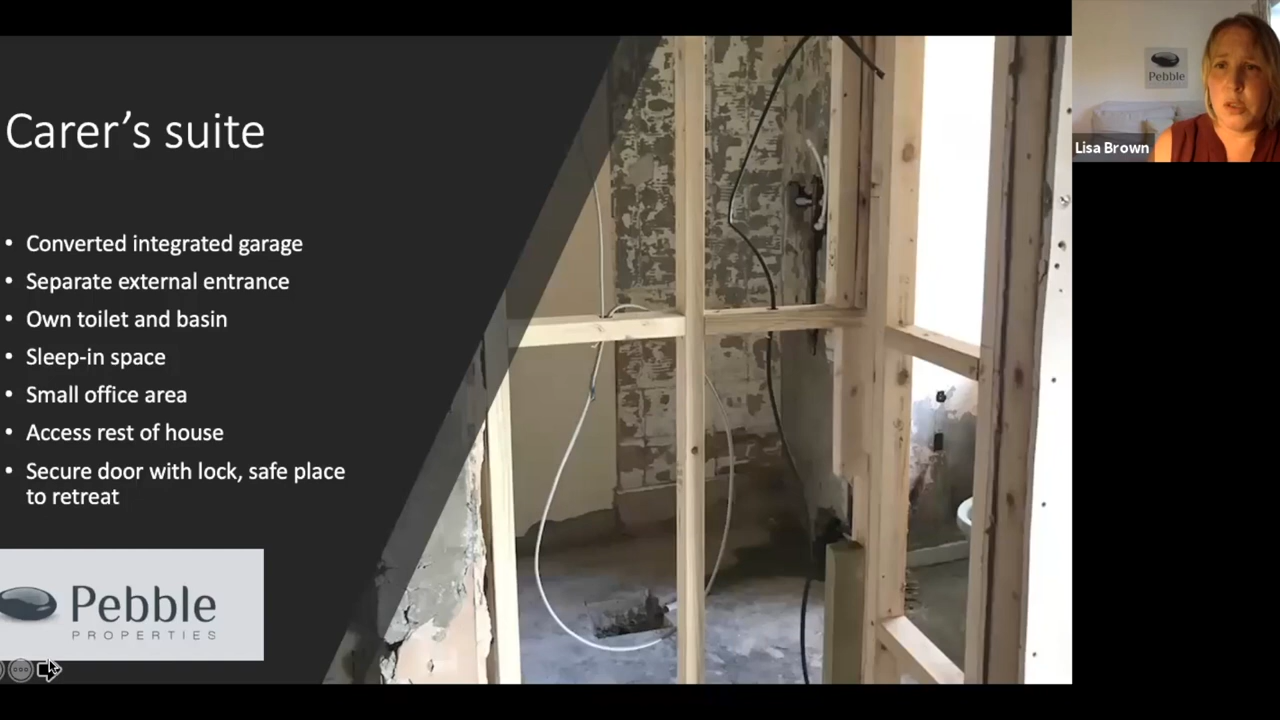 Carer's suite
• Converted integrated garage
• Separate external entrance
• Own toilet and basin
• Sleep-in space
• Small office area
• Access rest of house
• Secure door with lock, safe place
to retreat
Pebble
PROPERTIES
Pebble
Lisa Brown